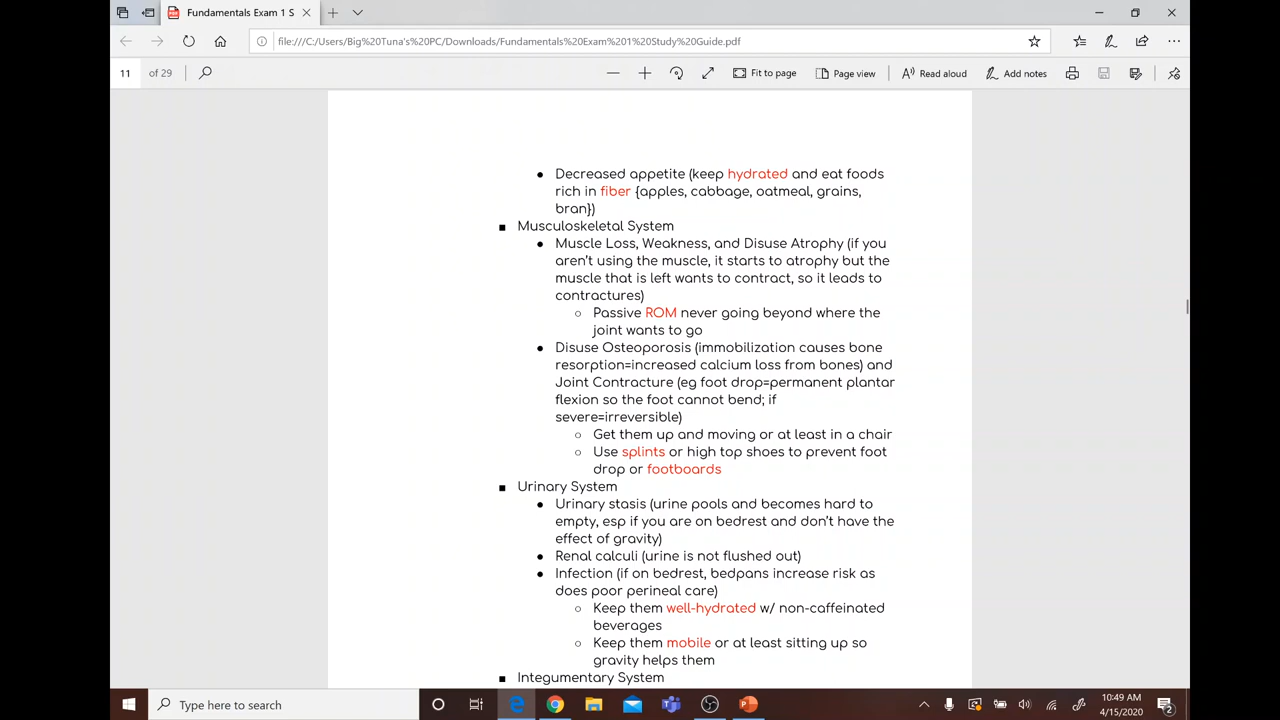 Fundamentals Exam 1 S
file:///C:/Users/Big%20Tuna's%20PC/Downloads/Fundamentals%20Exam%201%20Study%20Guide.pdf
11 of 29 Fit to page Page view Read aloud Add notes
• Decreased appetite (keep hydrated and eat foods
rich in fiber {apples, cabbage, oatmeal, grains,
bran})
■ Musculoskeletal System
• Muscle Loss, Weakness, and Disuse Atrophy (if you
aren't using the muscle, it starts to atrophy but the
muscle that is left wants to contract, so it leads to
contractures)
○ Passive ROM never going beyond where the
joint wants to go
• Disuse Osteoporosis (immobilization causes bone
resorption=increased calcium loss from bones) and
Joint Contracture (eg foot drop=permanent plantar
flexion so the foot cannot bend; if
severe=irreversible)
○ Get them up and moving or at least in a chair
○ Use splints or high top shoes to prevent foot
drop or footboards
■ Urinary System
• Urinary stasis (urine pools and becomes hard to
empty, esp if you are on bedrest and don't have the
effect of gravity)
• Renal calculi (urine is not flushed out)
• Infection (if on bedrest, bedpans increase risk as
does poor perineal care)
○ Keep them well-hydrated w/ non-caffeinated
beverages
○ Keep them mobile or at least sitting up so
gravity helps them
■ Integumentary System
Type here to search
10:49 AM
4/15/2020
2